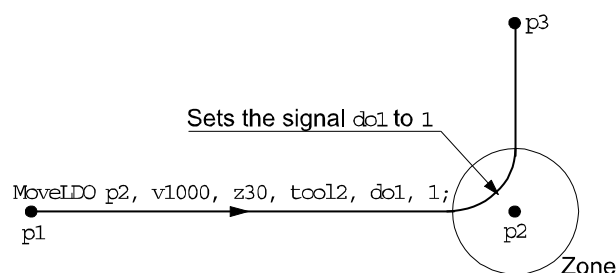 p3
Sets the signal do1 to 1
MoveLDO p2, v1000, z30, tool2, do1, 1;
p1
p2
Zone